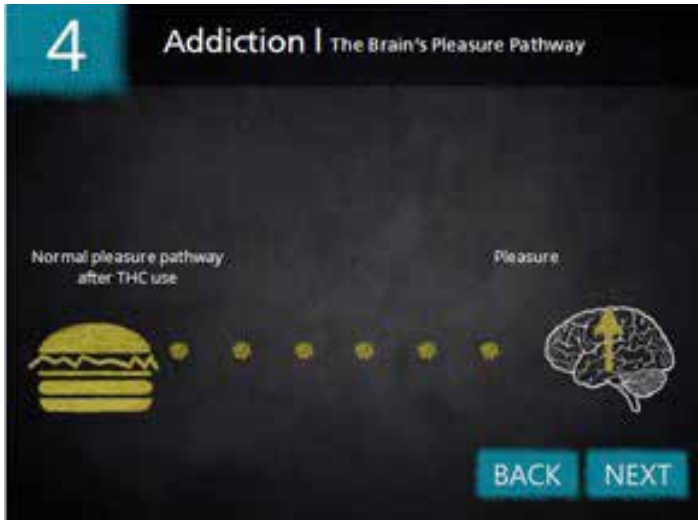 4
Addiction | The Brain's Pleasure Pathway
Normal pleasure pathway
after THC use
Pleasure
BACK
NEXT